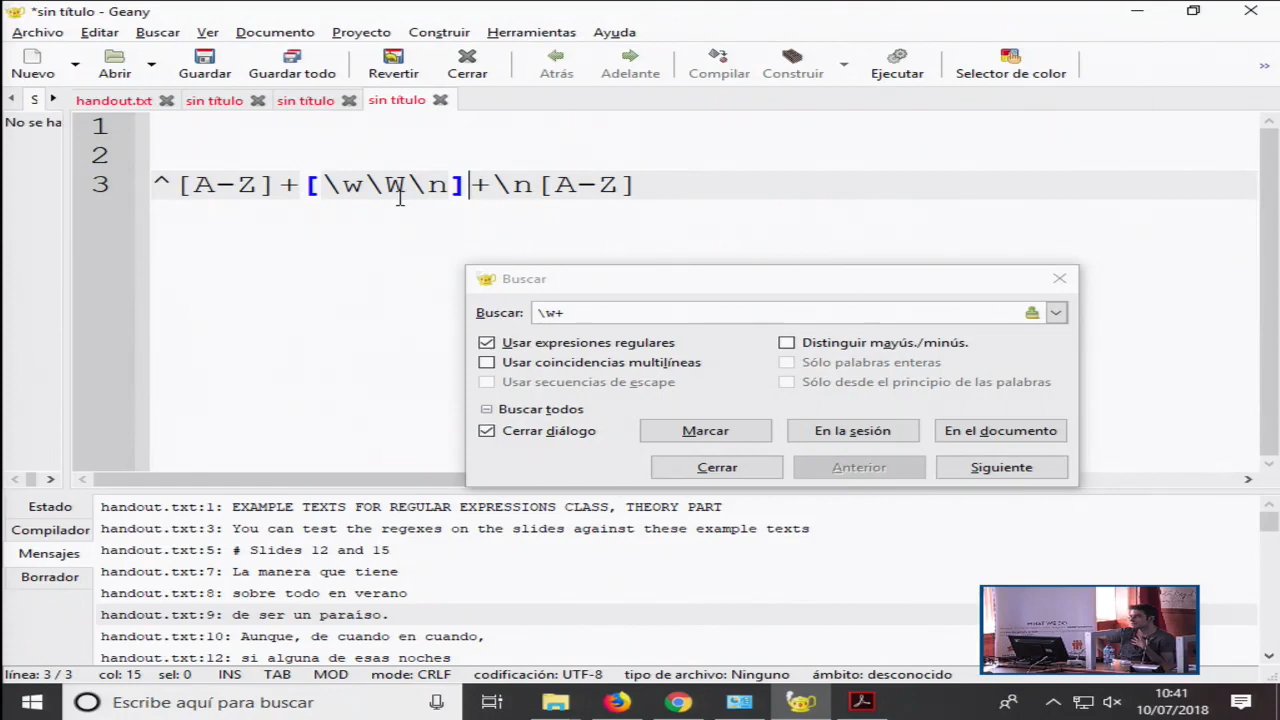 *sin título - Geany
Archivo Editar Buscar Ver Documento Proyecto Construir Herramientas Ayuda
Nuevo Abrir Guardar Guardar todo Revertir Cerrar Atrás Adelante Compilar Construir Ejecutar Selector de color
S handout.txt sin título sin título sin título
No se ha
1
2
3 ^[A-Z]+[\w\W\n]+\n[A-Z]
Buscar
Buscar: \w+
Usar expresiones regulares Distinguir mayús./minús.
Usar coincidencias multilíneas Sólo palabras enteras
Usar secuencias de escape Sólo desde el principio de las palabras
Buscar todos
Cerrar diálogo Marcar En la sesión En el documento
Cerrar Anterior Siguiente
Estado
Compilador
Mensajes
Borrador
handout.txt:1: EXAMPLE TEXTS FOR REGULAR EXPRESSIONS CLASS, THEORY PART
handout.txt:3: You can test the regexes on the slides against these example texts
handout.txt:5: # Slides 12 and 15
handout.txt:7: La manera que tiene
handout.txt:8: sobre todo en verano
handout.txt:9: de ser un paraíso.
handout.txt:10: Aunque, de cuando en cuando,
handout.txt:12: si alguna de esas noches
WHAT WE DO
línea: 3 / 3 col: 15 sel: 0 INS TAB MOD mode: CRLF codificación: UTF-8 tipo de archivo: Ninguno ámbito: desconocido
Escribe aquí para buscar
10:41
10/07/2018